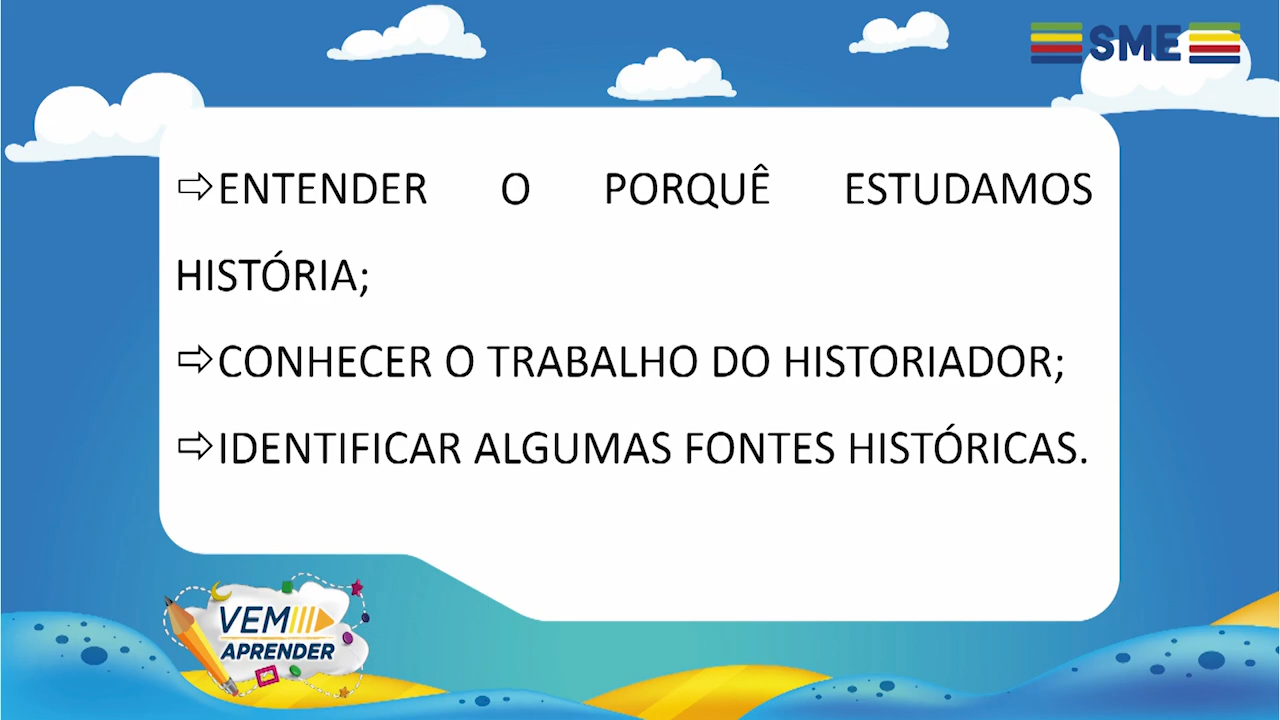 SME
⇨ENTENDER O PORQUÊ ESTUDAMOS
HISTÓRIA;
⇨CONHECER O TRABALHO DO HISTORIADOR;
⇨IDENTIFICAR ALGUMAS FONTES HISTÓRICAS.
VEM
APRENDER